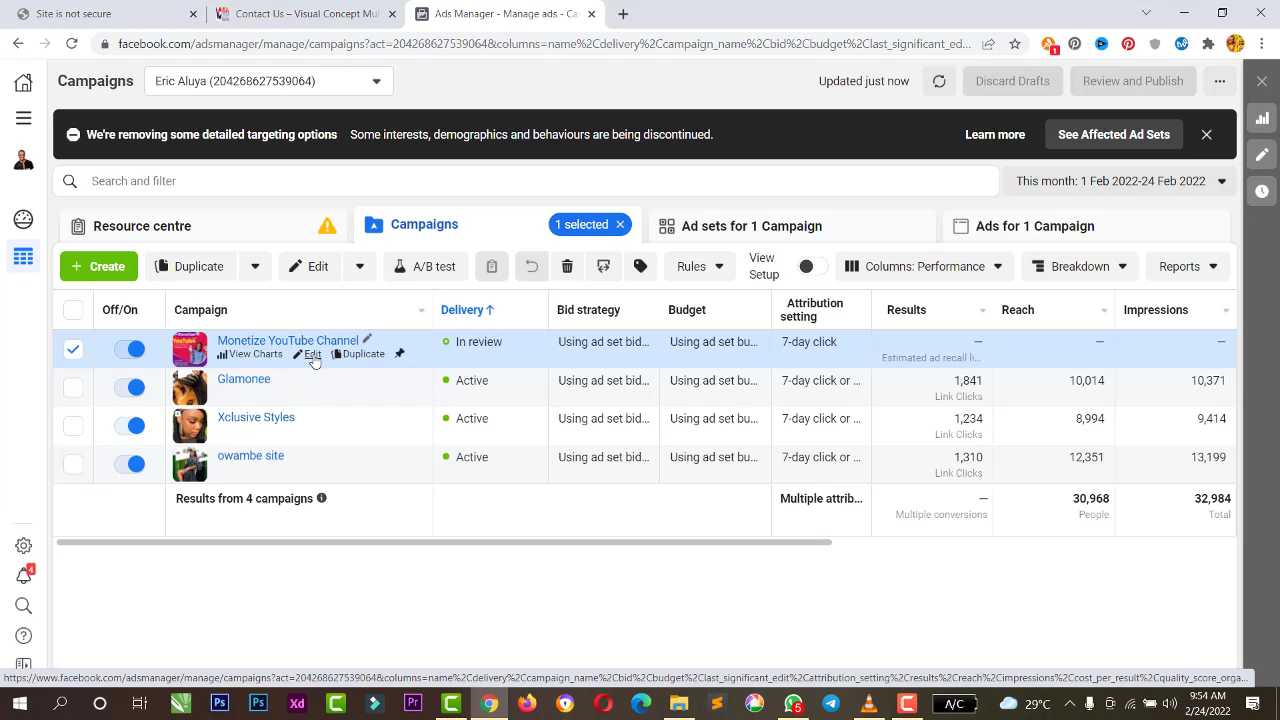 Site is not secure
Contact Us – Visual Concept Mul
Ads Manager - Manage ads - Ca
facebook.com/adsmanager/manage/campaigns?act=204268627539064&column=name%2Cdelivery%2Ccampaign_name%2Cbid%2Cbudget%2Clast_significant_ed...
1
Campaigns
Eric Aluya (204268627539064)
Updated just now
Discard Drafts
Review and Publish
We're removing some detailed targeting options
Some interests, demographics and behaviours are being discontinued.
Learn more
See Affected Ad Sets
Search and filter
This month: 1 Feb 2022-24 Feb 2022
Resource centre
Campaigns
1 selected
Ad sets for 1 Campaign
Ads for 1 Campaign
+ Create
Duplicate
Edit
A/B test
Rules
View
Setup
Columns: Performance
Breakdown
Reports
Off/On
Campaign
Delivery ↑
Bid strategy
Budget
Attribution
setting
Results
Reach
Impressions
Monetize YouTube Channel
View Charts
Edit
Duplicate
In review
Using ad set bid...
Using ad set bu...
7-day click
—
Estimated ad recall li...
—
—
Glamonee
Active
Using ad set bid...
Using ad set bu...
7-day click or ...
1,841
Link Clicks
10,014
10,371
Xclusive Styles
Active
Using ad set bid...
Using ad set bu...
7-day click or ...
1,234
Link Clicks
8,994
9,414
owambe site
Active
Using ad set bid...
Using ad set bu...
7-day click or ...
1,310
Link Clicks
12,351
13,199
Results from 4 campaigns
Multiple attrib...
—
Multiple conversions
30,968
People
32,984
Total
4
https://www.facebook.com/adsmanager/manage/campaigns?act=204268627539064&columns=name%2Cdelivery%2Ccampaign_name%2Cbid%2Cbudget%2Clast_significant_edit%2Cattribution_setting%2Cresults%2Creach%2Cimpressions%2Ccost_per_result%2Cquality_score_orga...
Ps
Ps
Xd
Pr
5
A/C
29°C
9:54 AM
2/24/2022